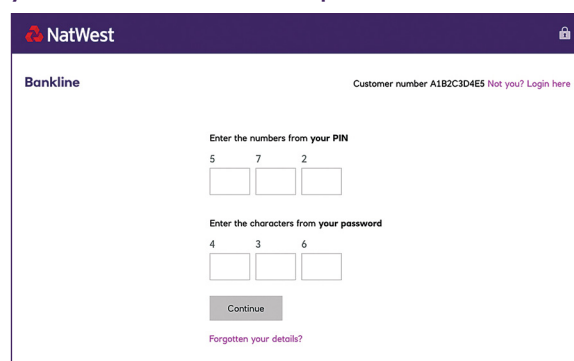 NatWest
Bankline
Customer number A1B2C3D4E5 Not you? Login here
Enter the numbers from your PIN
5 7 2
Enter the characters from your password
4 3 6
Continue
Forgotten your details?